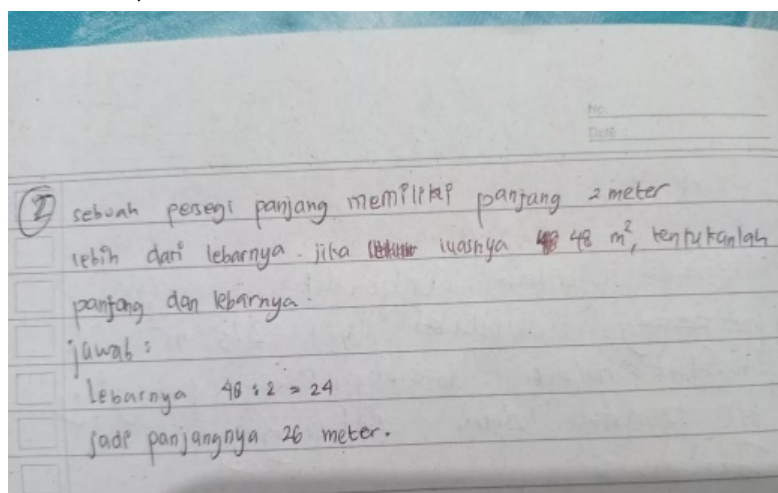 No.
Date
2 sebuah persegi panjang memiliki panjang 2 meter
lebih dari lebarnya. jika luasnya 48 m², tentukanlah
panjang dan lebarnya.
jawab :
Lebarnya 48 : 2 = 24
Jadi panjangnya 26 meter.